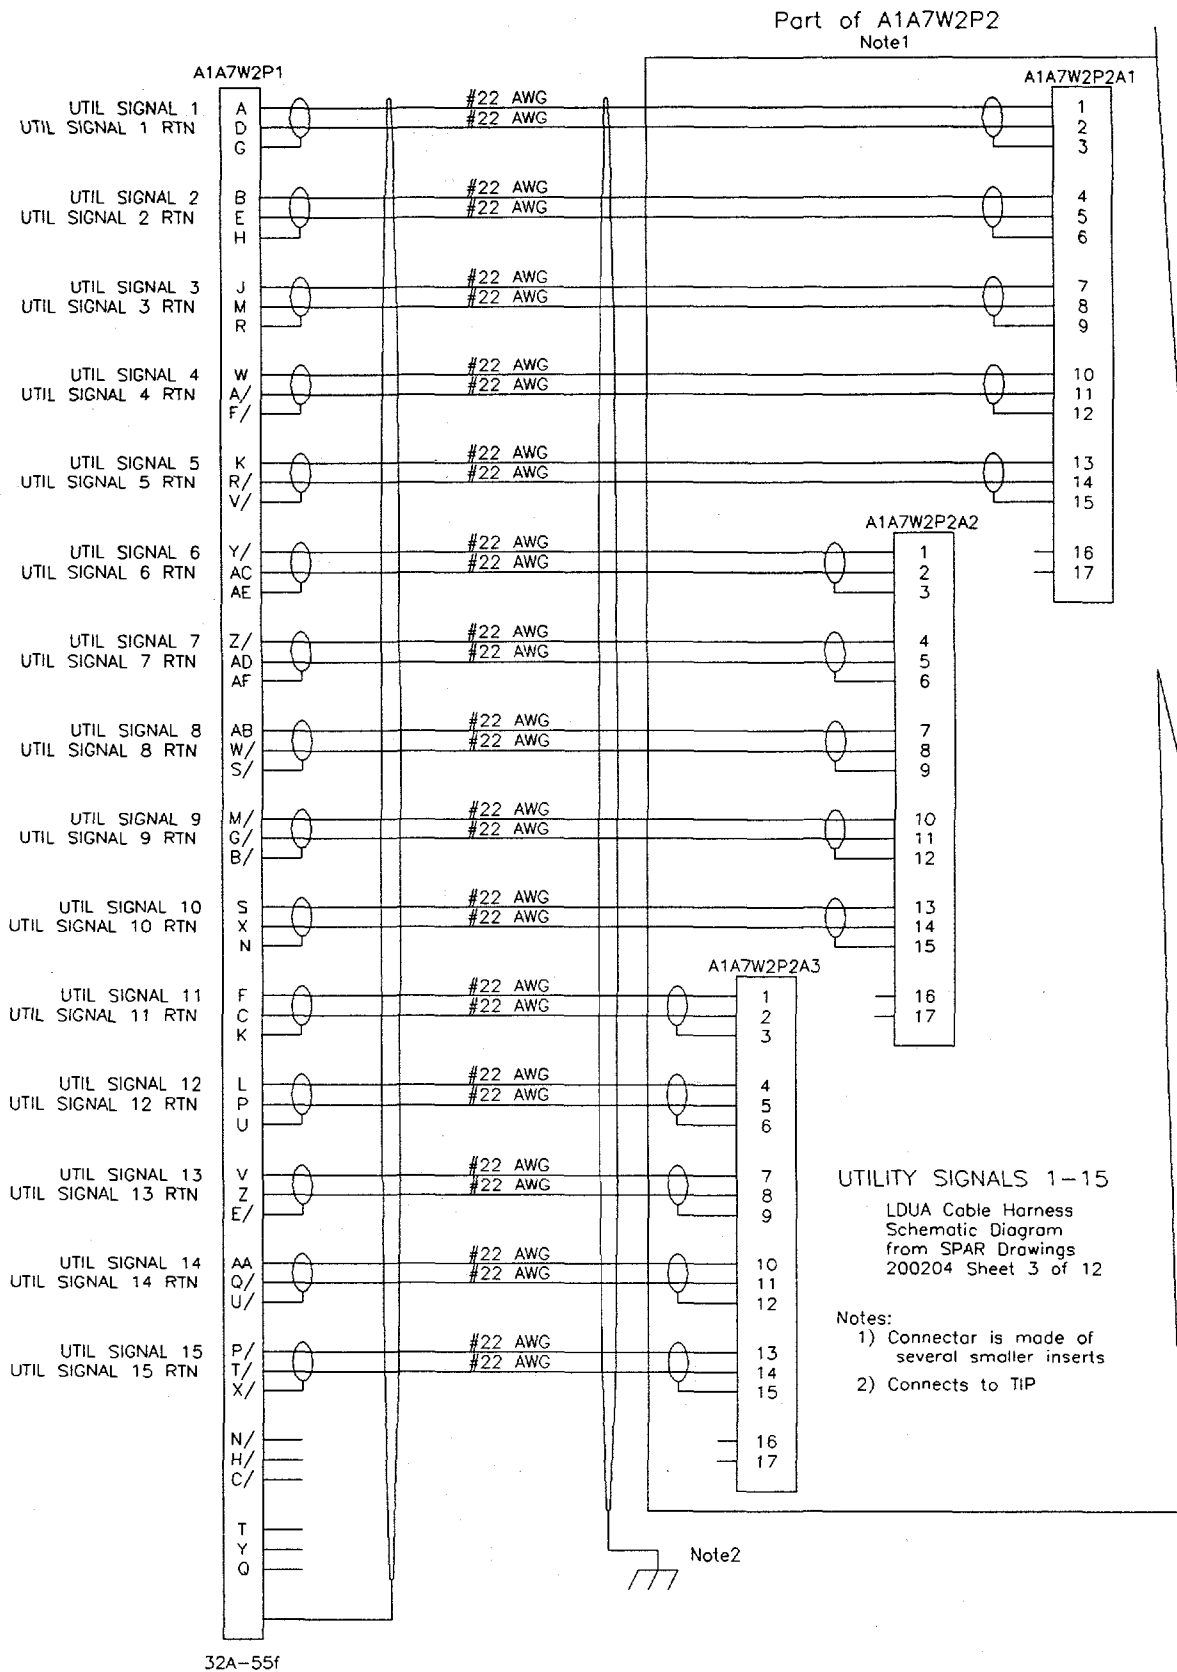 Part of A1A7W2P2
Note1
A1A7W2P1
A1A7W2P2A1
UTIL SIGNAL 1 A #22 AWG 1
UTIL SIGNAL 1 RTN D #22 AWG 2
G 3
UTIL SIGNAL 2 B #22 AWG 4
UTIL SIGNAL 2 RTN E #22 AWG 5
H 6
UTIL SIGNAL 3 J #22 AWG 7
UTIL SIGNAL 3 RTN M #22 AWG 8
R 9
UTIL SIGNAL 4 W #22 AWG 10
UTIL SIGNAL 4 RTN A/ #22 AWG 11
F/ 12
UTIL SIGNAL 5 K #22 AWG 13
UTIL SIGNAL 5 RTN R/ #22 AWG 14
V/ 15
A1A7W2P2A2
UTIL SIGNAL 6 Y/ #22 AWG 1 16
UTIL SIGNAL 6 RTN AC #22 AWG 2 17
AE 3
UTIL SIGNAL 7 Z/ #22 AWG 4
UTIL SIGNAL 7 RTN AD #22 AWG 5
AF 6
UTIL SIGNAL 8 AB #22 AWG 7
UTIL SIGNAL 8 RTN W/ #22 AWG 8
S/ 9
UTIL SIGNAL 9 M/ #22 AWG 10
UTIL SIGNAL 9 RTN G/ #22 AWG 11
B/ 12
UTIL SIGNAL 10 S #22 AWG 13
UTIL SIGNAL 10 RTN X #22 AWG 14
N 15
A1A7W2P2A3
UTIL SIGNAL 11 F #22 AWG 1 16
UTIL SIGNAL 11 RTN C #22 AWG 2 17
K 3
UTIL SIGNAL 12 L #22 AWG 4
UTIL SIGNAL 12 RTN P #22 AWG 5
U 6
UTIL SIGNAL 13 V #22 AWG 7
UTIL SIGNAL 13 RTN Z #22 AWG 8
E/ 9
UTIL SIGNAL 14 AA #22 AWG 10
UTIL SIGNAL 14 RTN Q/ #22 AWG 11
U/ 12
UTIL SIGNAL 15 P/ #22 AWG 13
UTIL SIGNAL 15 RTN T/ #22 AWG 14
X/ 15
N/ 16
H/ 17
C/
T
Y
Q
32A-55f
Note2
UTILITY SIGNALS 1-15
LDUA Cable Harness
Schematic Diagram
from SPAR Drawings
200204 Sheet 3 of 12
Notes:
1) Connector is made of
several smaller inserts
2) Connects to TIP